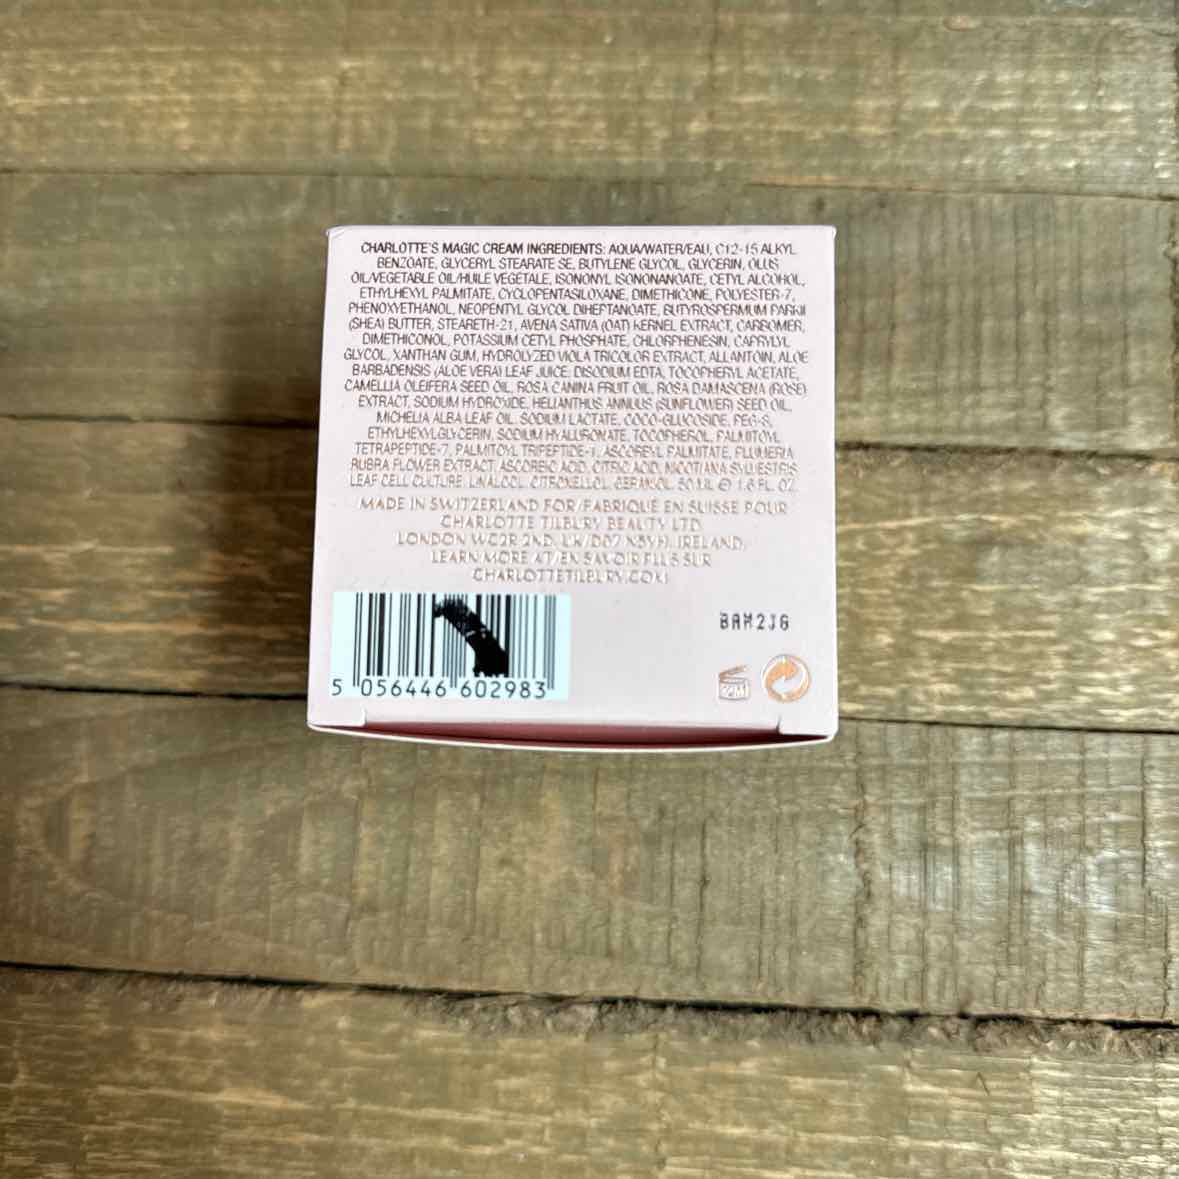 CHARLOTTE'S MAGIC CREAM INGREDIENTS: AQUA/WATER/EAU, C12-15 ALKYL
BENZOATE, GLYCERYL STEARATE SE, BUTYLENE GLYCOL, GLYCERIN, OLUS
OIL/VEGETABLE OIL/HUILE VEGETALE, ISONONYL ISONONANOATE, CETYL ALCOHOL,
ETHYLHEXYL PALMITATE, CYCLOPENTASILOXANE, DIMETHICONE, POLYESTER-7,
PHENOXYETHANOL, NEOPENTYL GLYCOL DIHEPTANOATE, BUTYROSPERMUM PARKII
(SHEA) BUTTER, STEARETH-21, AVENA SATIVA (OAT) KERNEL EXTRACT, CARBOMER,
DIMETHICONOL, POTASSIUM CETYL PHOSPHATE, CHLORPHENESIN, CAPRYLYL
GLYCOL, XANTHAN GUM, HYDROLYZED VIOLA TRICOLOR EXTRACT, ALLANTOIN, ALOE
BARBADENSIS (ALOE VERA) LEAF JUICE, DISODIUM EDTA, TOCOPHERYL ACETATE,
CAMELLIA OLEIFERA SEED OIL, ROSA CANINA FRUIT OIL, ROSA DAMASCENA (ROSE)
EXTRACT, SODIUM HYDROXIDE, HELIANTHUS ANNUUS (SUNFLOWER) SEED OIL,
MICHELIA ALBA LEAF OIL, SODIUM LACTATE, COCO-GLUCOSIDE, PEG-8,
ETHYLHEXYLGLYCERIN, SODIUM HYALURONATE, TOCOPHEROL, PALMITOYL
TETRAPEPTIDE-7, PALMITOYL TRIPEPTIDE-1, ASCORBYL PALMITATE, PLUMERIA
RUBRA FLOWER EXTRACT, ASCORBIC ACID, CITRIC ACID, NICOTIANA SYLVESTRIS
LEAF CELL CULTURE, LINALOOL, CITRONELLOL, GERANIOL. 50 ML ℮ 1.6 FL. OZ.
MADE IN SWITZERLAND FOR/FABRIQUÉ EN SUISSE POUR
CHARLOTTE TILBURY BEAUTY LTD.
LONDON WC2R 2ND, UK/D07 N5YH, IRELAND.
LEARN MORE AT/EN SAVOIR PLUS SUR
CHARLOTTETILBURY.COM
5 056446 602983